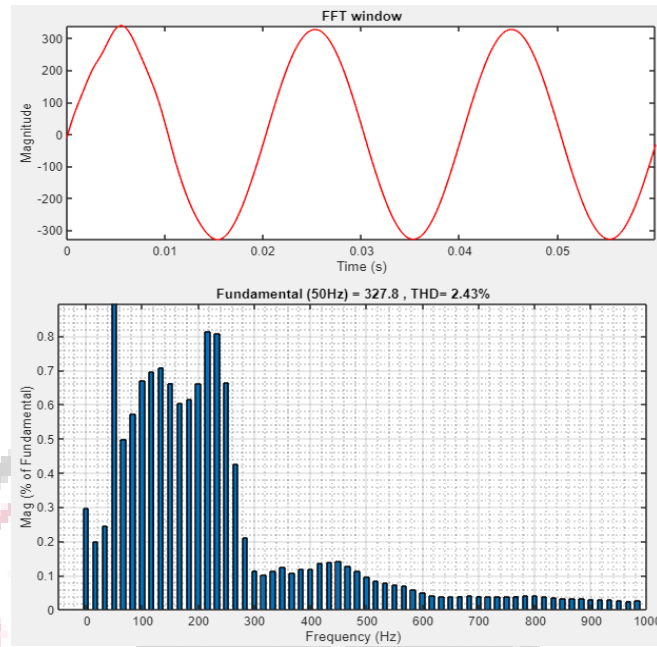 FFT window
300
200
100
0
-100
-200
-300
Magnitude
0 0.01 0.02 0.03 0.04 0.05
Time (s)
Fundamental (50Hz) = 327.8 , THD= 2.43%
0.8
0.7
0.6
0.5
0.4
0.3
0.2
0.1
0
Mag (% of Fundamental)
0 100 200 300 400 500 600 700 800 900 1000
Frequency (Hz)